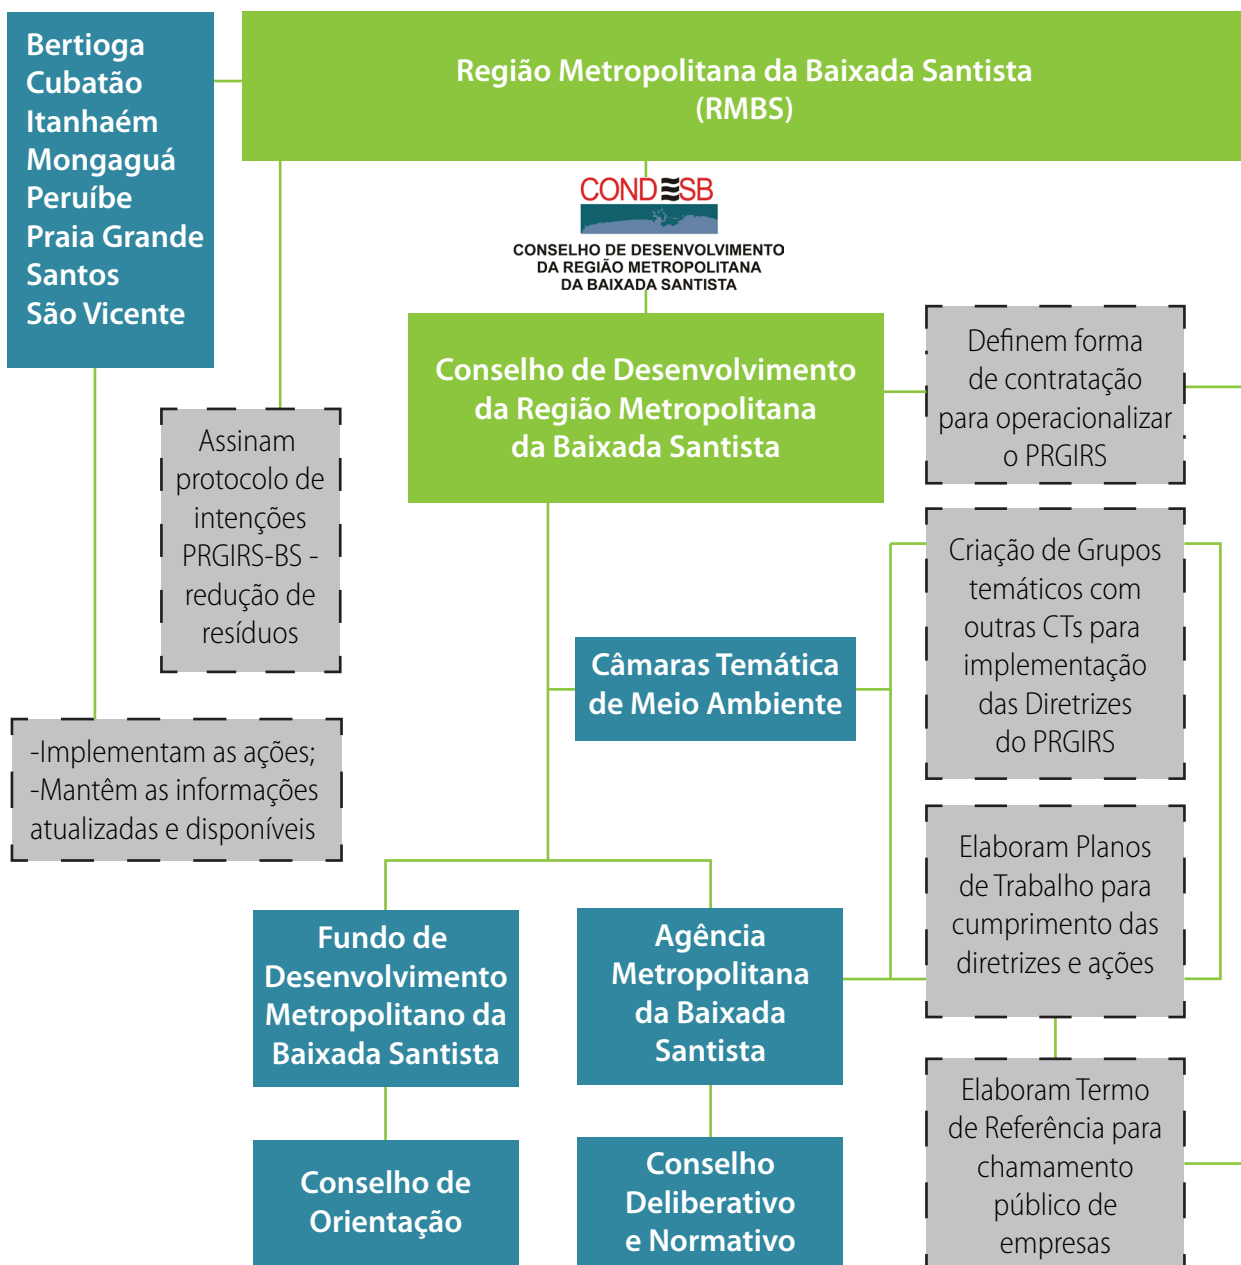 Bertioga
Cubatão
Itanhaém
Mongaguá
Peruíbe
Praia Grande
Santos
São Vicente
Região Metropolitana da Baixada Santista
(RMBS)
CONDESB
CONSELHO DE DESENVOLVIMENTO
DA REGIÃO METROPOLITANA
DA BAIXADA SANTISTA
Conselho de Desenvolvimento
da Região Metropolitana
da Baixada Santista
Definem forma
de contratação
para operacionalizar
o PRGIRS
Assinam
protocolo de
intenções
PRGIRS-BS -
redução de
resíduos
Criação de Grupos
temáticos com
outras CTs para
implementação
das Diretrizes
do PRGIRS
Câmaras Temática
de Meio Ambiente
-Implementam as ações;
-Mantêm as informações
atualizadas e disponíveis
Elaboram Planos
de Trabalho para
cumprimento das
diretrizes e ações
Fundo de
Desenvolvimento
Metropolitano da
Baixada Santista
Agência
Metropolitana
da Baixada
Santista
Elaboram Termo
de Referência para
chamamento
público de
empresas
Conselho de
Orientação
Conselho
Deliberativo
e Normativo